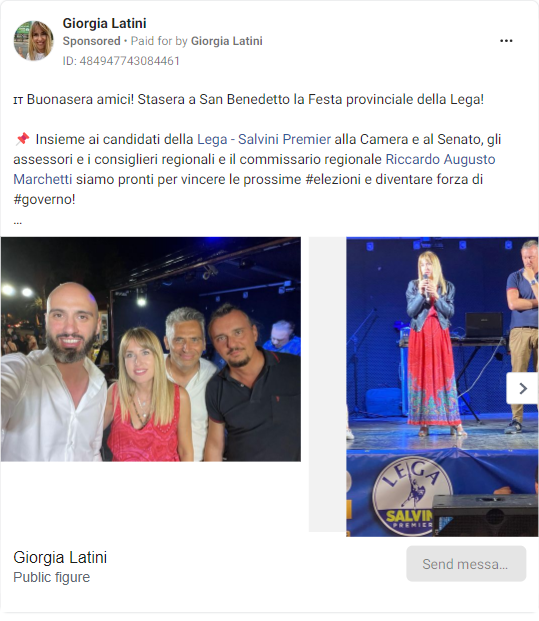 Giorgia Latini
Sponsored • Paid for by Giorgia Latini
ID: 484947743084461
IT Buonasera amici! Stasera a San Benedetto la Festa provinciale della Lega!
📌 Insieme ai candidati della Lega - Salvini Premier alla Camera e al Senato, gli
assessori e i consiglieri regionali e il commissario regionale Riccardo Augusto
Marchetti siamo pronti per vincere le prossime #elezioni e diventare forza di
#governo!
...
LEGA
SALVINI
PREMIER
Giorgia Latini
Public figure
Send messa...